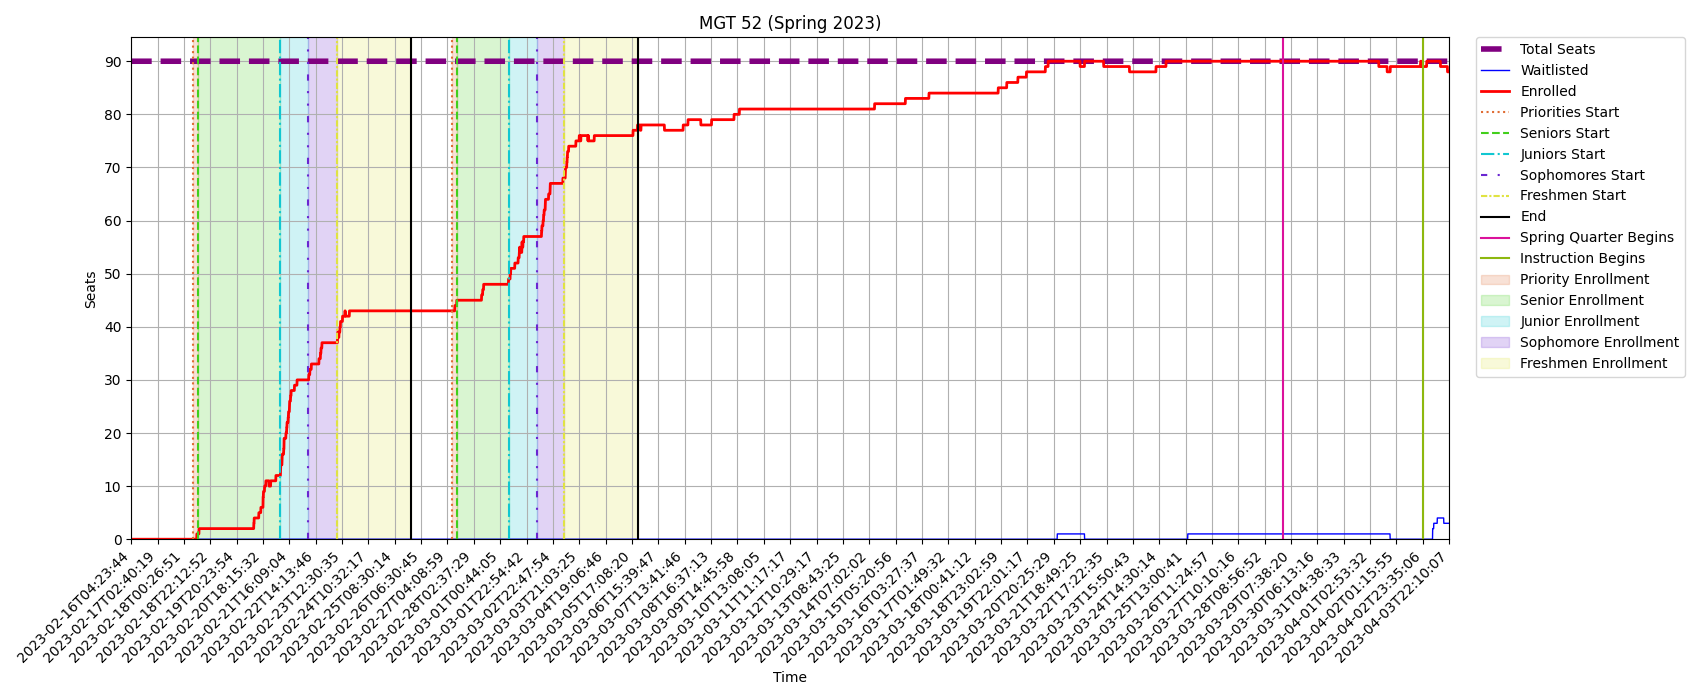 MGT 52 (Spring 2023)
Seats
90
80
70
60
50
40
30
20
10
0
2023-02-16T04:23:44
2023-02-17T02:40:19
2023-02-18T00:26:51
2023-02-18T22:12:52
2023-02-19T20:23:54
2023-02-20T18:15:32
2023-02-21T16:09:04
2023-02-22T14:13:46
2023-02-23T12:30:35
2023-02-24T10:32:17
2023-02-25T08:30:14
2023-02-26T06:30:45
2023-02-27T04:08:59
2023-02-28T02:37:29
2023-03-01T00:44:05
2023-03-01T22:54:42
2023-03-02T22:47:54
2023-03-03T21:03:25
2023-03-04T19:06:46
2023-03-05T17:08:20
2023-03-06T15:39:47
2023-03-07T13:41:46
2023-03-08T16:37:13
2023-03-09T14:45:58
2023-03-10T13:08:05
2023-03-11T11:17:17
2023-03-12T10:29:17
2023-03-13T08:43:25
2023-03-14T07:02:02
2023-03-15T05:20:56
2023-03-16T03:27:37
2023-03-17T01:49:32
2023-03-18T00:41:12
2023-03-18T23:02:59
2023-03-19T22:01:17
2023-03-20T20:25:29
2023-03-21T18:49:25
2023-03-22T17:22:35
2023-03-23T15:50:43
2023-03-24T14:30:14
2023-03-25T13:00:41
2023-03-26T11:24:57
2023-03-27T10:10:16
2023-03-28T08:56:52
2023-03-29T07:38:20
2023-03-30T06:13:16
2023-03-31T04:38:33
2023-04-01T02:53:32
2023-04-02T01:15:55
2023-04-02T23:35:06
2023-04-03T22:10:07
Time
Total Seats
Waitlisted
Enrolled
Priorities Start
Seniors Start
Juniors Start
Sophomores Start
Freshmen Start
End
Spring Quarter Begins
Instruction Begins
Priority Enrollment
Senior Enrollment
Junior Enrollment
Sophomore Enrollment
Freshmen Enrollment